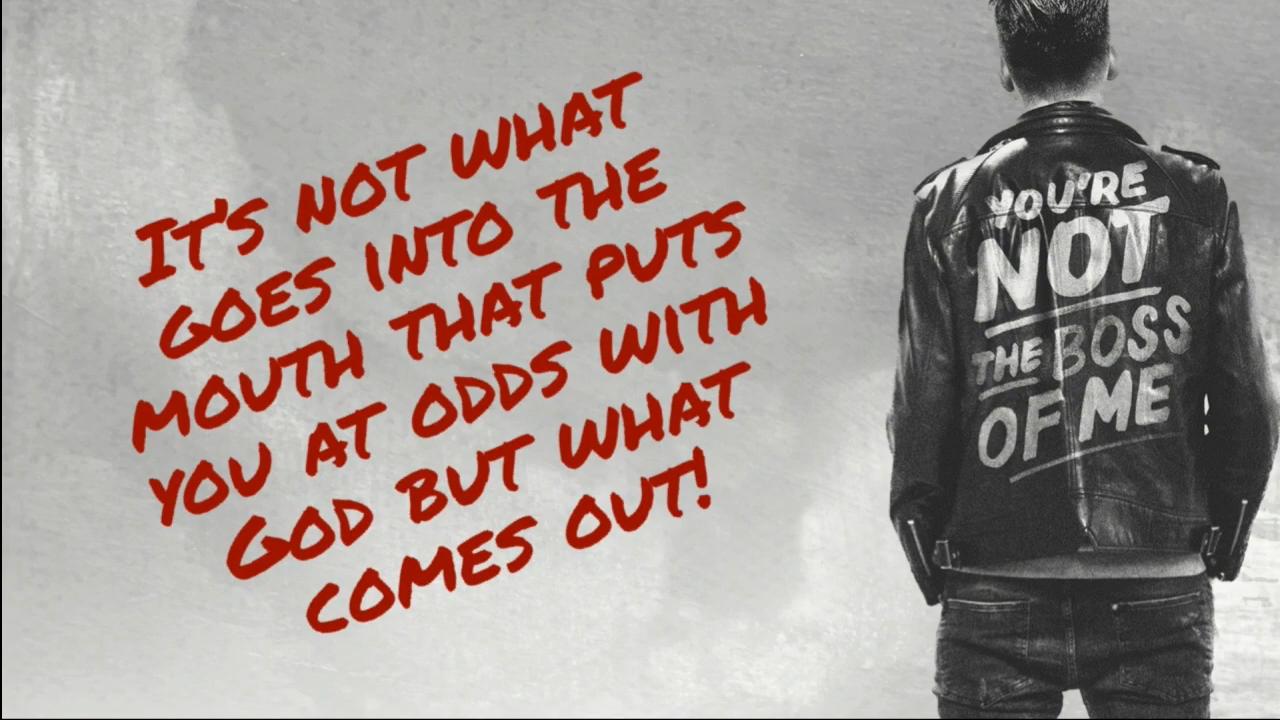 IT'S NOT WHAT
GOES INTO THE
MOUTH THAT PUTS
YOU AT ODDS WITH
GOD BUT WHAT
COMES OUT!
YOU'RE
NOT
THE BOSS
OF ME